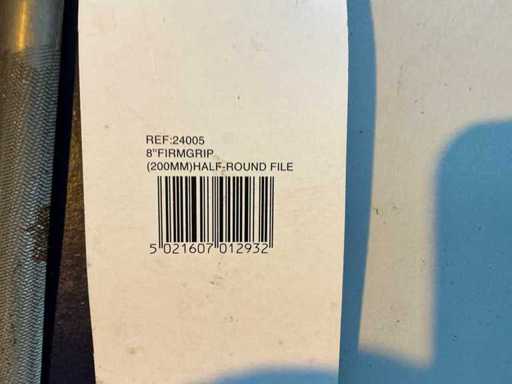 REF:24005
8"FIRMGRIP
(200MM)HALF-ROUND FILE
5 021607 012932